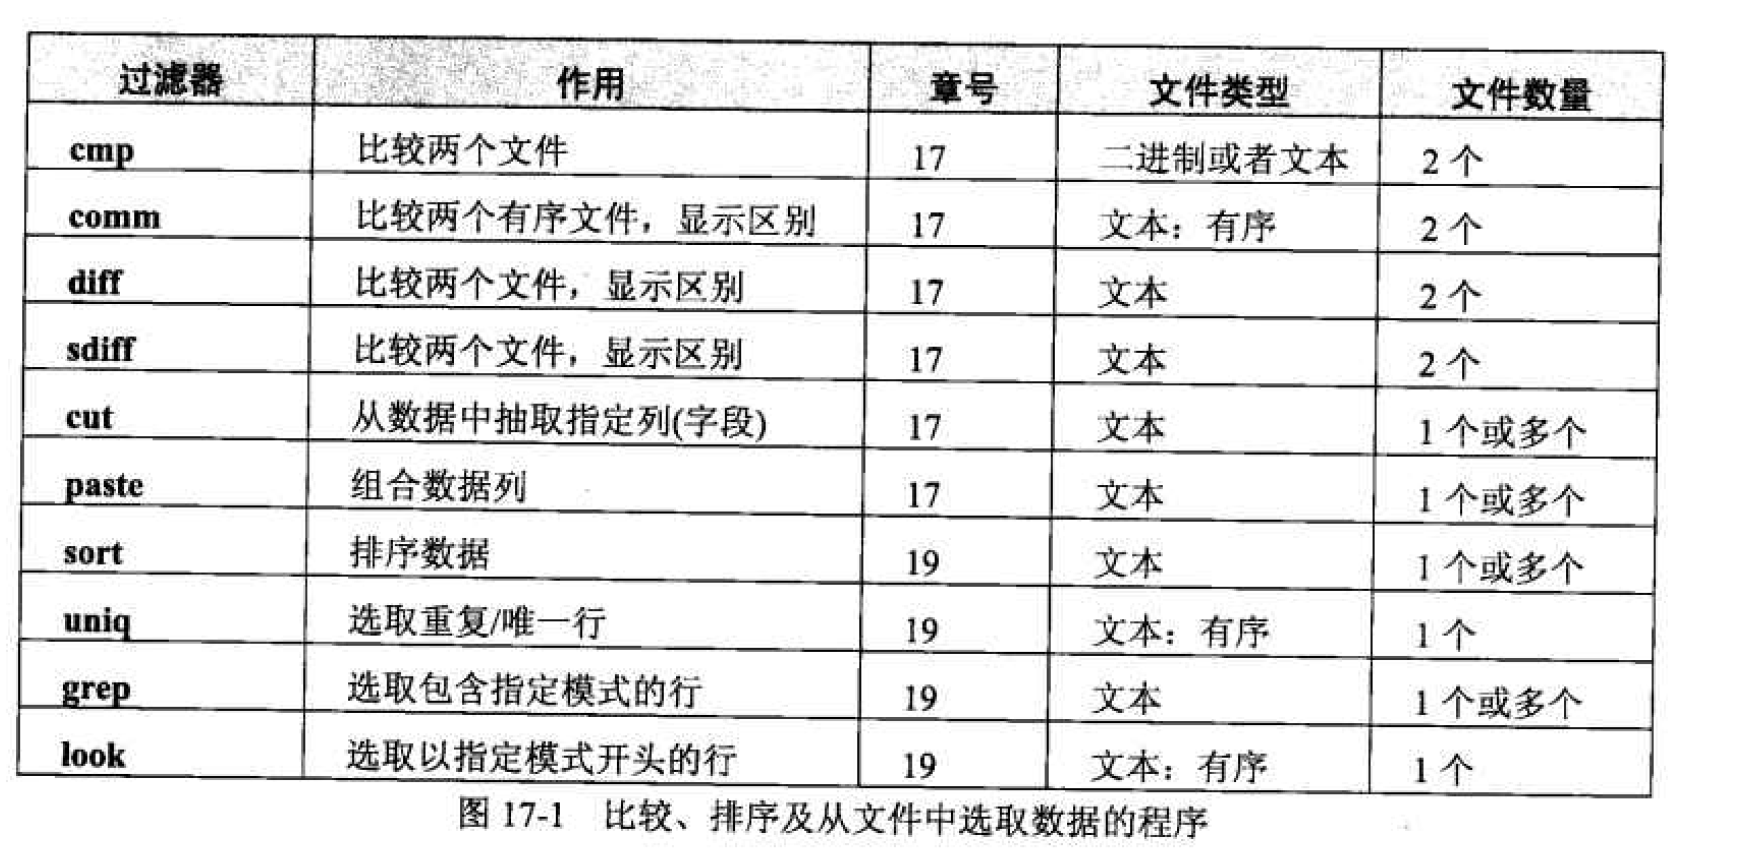 过滤器 作用 章号 文件类型 文件数量
cmp 比较两个文件 17 二进制或者文本 2 个
comm 比较两个有序文件，显示区别 17 文本：有序 2 个
diff 比较两个文件，显示区别 17 文本 2 个
sdiff 比较两个文件，显示区别 17 文本 2 个
cut 从数据中抽取指定列(字段) 17 文本 1 个或多个
paste 组合数据列 17 文本 1 个或多个
sort 排序数据 19 文本 1 个或多个
uniq 选取重复/唯一行 19 文本：有序 1 个
grep 选取包含指定模式的行 19 文本 1 个或多个
look 选取以指定模式开头的行 19 文本：有序 1 个
图 17-1 比较、排序及从文件中选取数据的程序